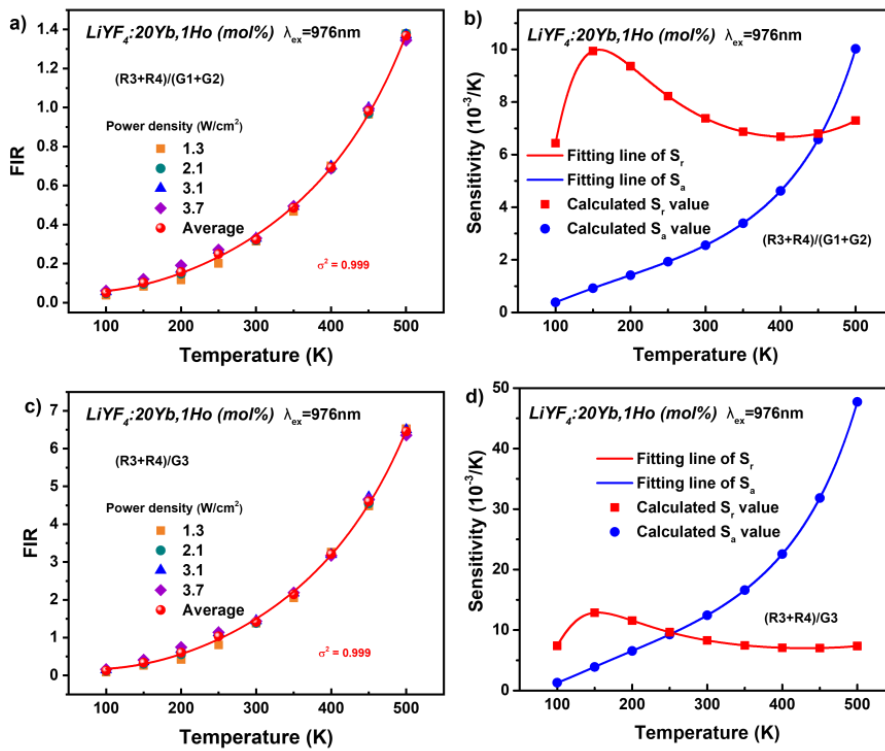 a)
LiYF₄:20Yb,1Ho (mol%) λₑₓ=976nm
(R3+R4)/(G1+G2)
Power density (W/cm²)
1.3
2.1
3.1
3.7
Average
σ² = 0.999
FIR
1.4
1.2
1.0
0.8
0.6
0.4
0.2
0.0
100 150 200 250 300 350 400 450 500
Temperature (K)
b)
LiYF₄:20Yb,1Ho (mol%) λₑₓ=976nm
Fitting line of Sᵣ
Fitting line of Sₐ
Calculated Sᵣ value
Calculated Sₐ value
(R3+R4)/(G1+G2)
Sensitivity (10⁻³/K)
10
8
6
4
2
0
100 150 200 250 300 350 400 450 500
Temperature (K)
c)
LiYF₄:20Yb,1Ho (mol%) λₑₓ=976nm
(R3+R4)/G3
Power density (W/cm²)
1.3
2.1
3.1
3.7
Average
σ² = 0.999
FIR
7
6
5
4
3
2
1
0
100 150 200 250 300 350 400 450 500
Temperature (K)
d)
LiYF₄:20Yb,1Ho (mol%) λₑₓ=976nm
Fitting line of Sᵣ
Fitting line of Sₐ
Calculated Sᵣ value
Calculated Sₐ value
(R3+R4)/G3
Sensitivity (10⁻³/K)
50
40
30
20
10
0
100 150 200 250 300 350 400 450 500
Temperature (K)